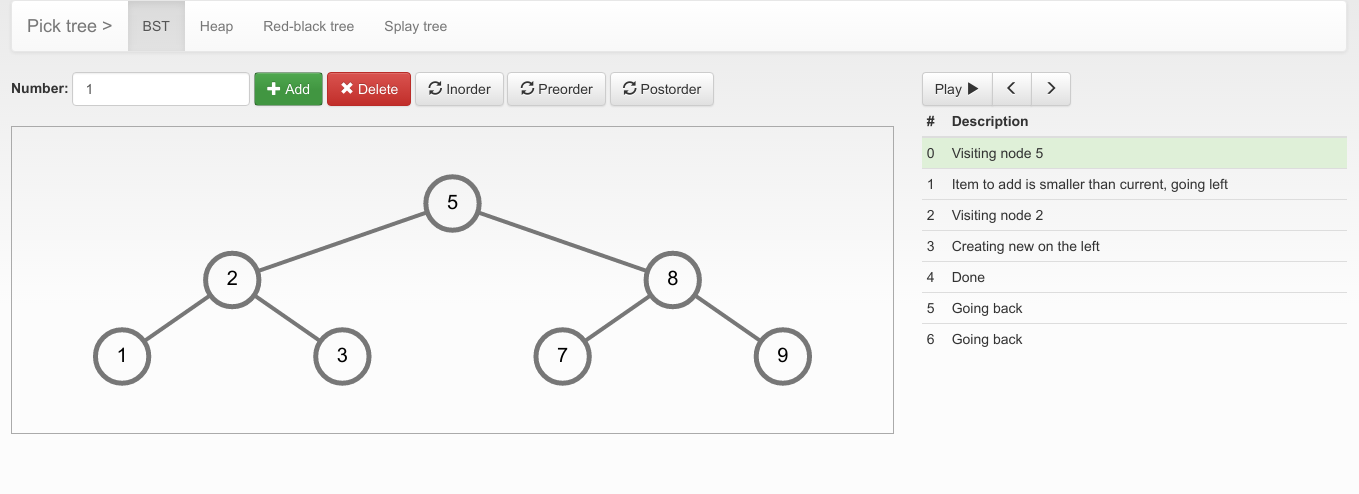 Pick tree > BST Heap Red-black tree Splay tree
Number: 1 Add Delete Inorder Preorder Postorder
Play
# Description
0 Visiting node 5
1 Item to add is smaller than current, going left
2 Visiting node 2
3 Creating new on the left
4 Done
5 Going back
6 Going back
5
2 8
1 3 7 9